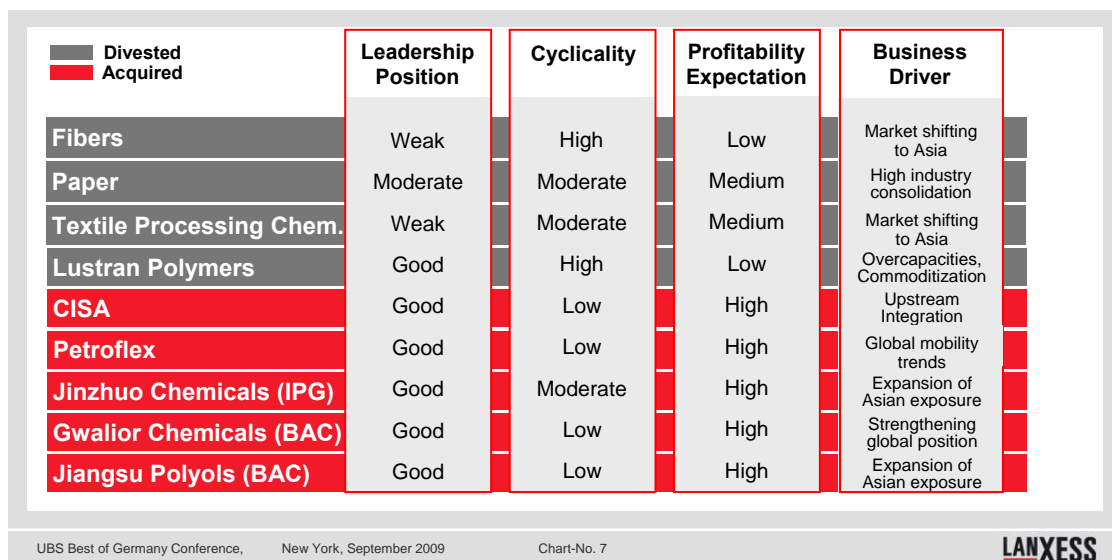 Divested
Acquired
Leadership
Position
Cyclicality
Profitability
Expectation
Business
Driver
Fibers
Weak
High
Low
Market shifting
to Asia
Paper
Moderate
Moderate
Medium
High industry
consolidation
Textile Processing Chem.
Weak
Moderate
Medium
Market shifting
to Asia
Lustran Polymers
Good
High
Low
Overcapacities,
Commoditization
CISA
Good
Low
High
Upstream
Integration
Petroflex
Good
Low
High
Global mobility
trends
Jinzhuo Chemicals (IPG)
Good
Moderate
High
Expansion of
Asian exposure
Gwalior Chemicals (BAC)
Good
Low
High
Strengthening
global position
Jiangsu Polyols (BAC)
Good
Low
High
Expansion of
Asian exposure
UBS Best of Germany Conference, New York, September 2009 Chart-No. 7
LANXESS